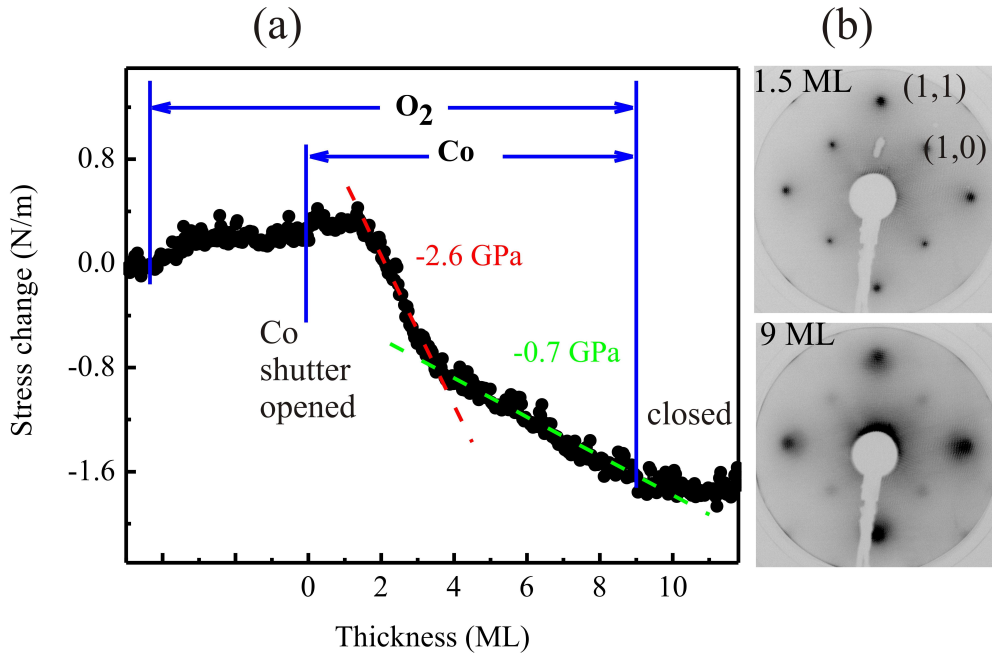 (a)
(b)
O2
Co
-2.6 GPa
-0.7 GPa
Co
shutter
opened
closed
0.8
0.0
-0.8
-1.6
Stress change (N/m)
0 2 4 6 8 10
Thickness (ML)
1.5 ML
(1,1)
(1,0)
9 ML